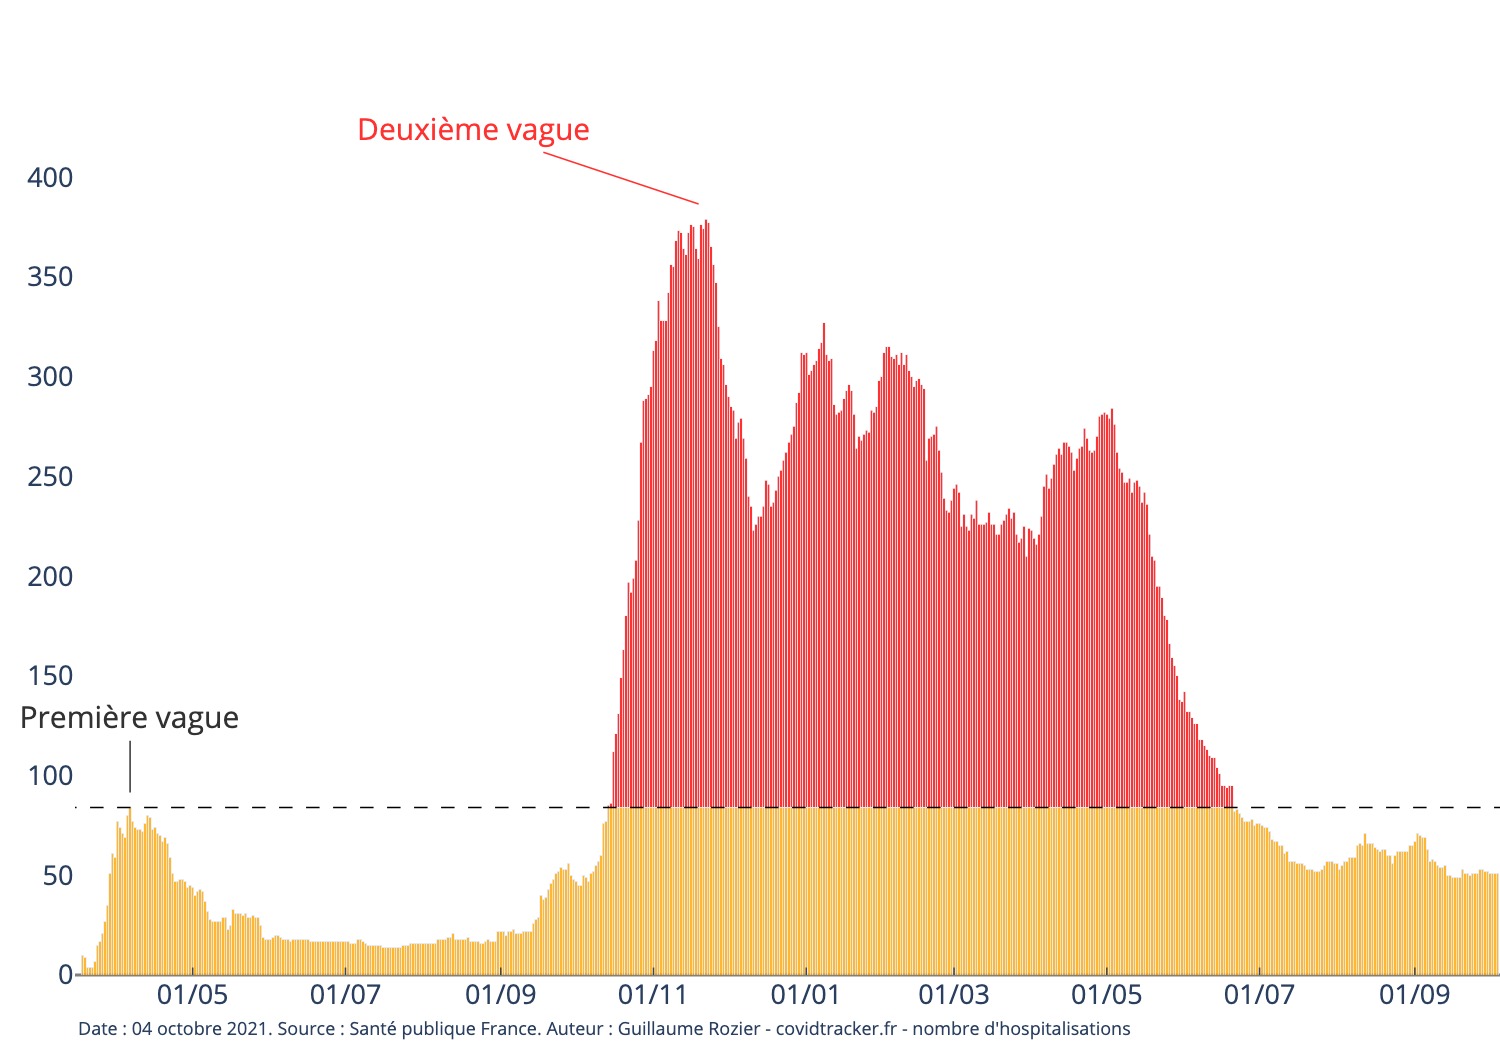 Deuxième vague
400
350
300
250
200
150
Première vague
100
50
0
01/05 01/07 01/09 01/11 01/01 01/03 01/05 01/07 01/09
Date : 04 octobre 2021. Source : Santé publique France. Auteur : Guillaume Rozier - covidtracker.fr - nombre d'hospitalisations